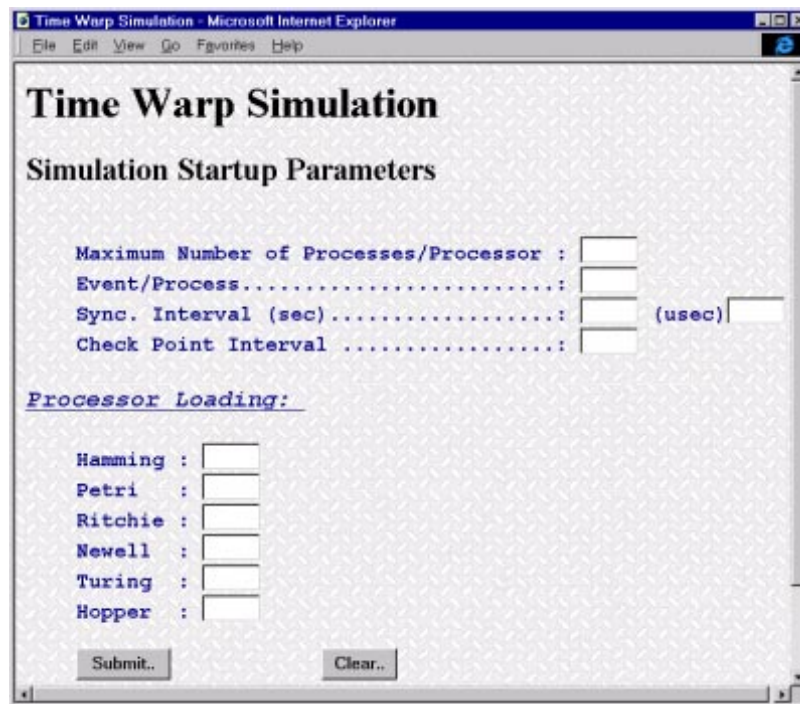 Time Warp Simulation - Microsoft Internet Explorer
File Edit View Go Favorites Help
Time Warp Simulation
Simulation Startup Parameters
Maximum Number of Processes/Processor :
Event/Process.........................:
Sync. Interval (sec)..................: (usec)
Check Point Interval .................:
Processor Loading:
Hamming :
Petri :
Ritchie :
Newell :
Turing :
Hopper :
Submit.. Clear..